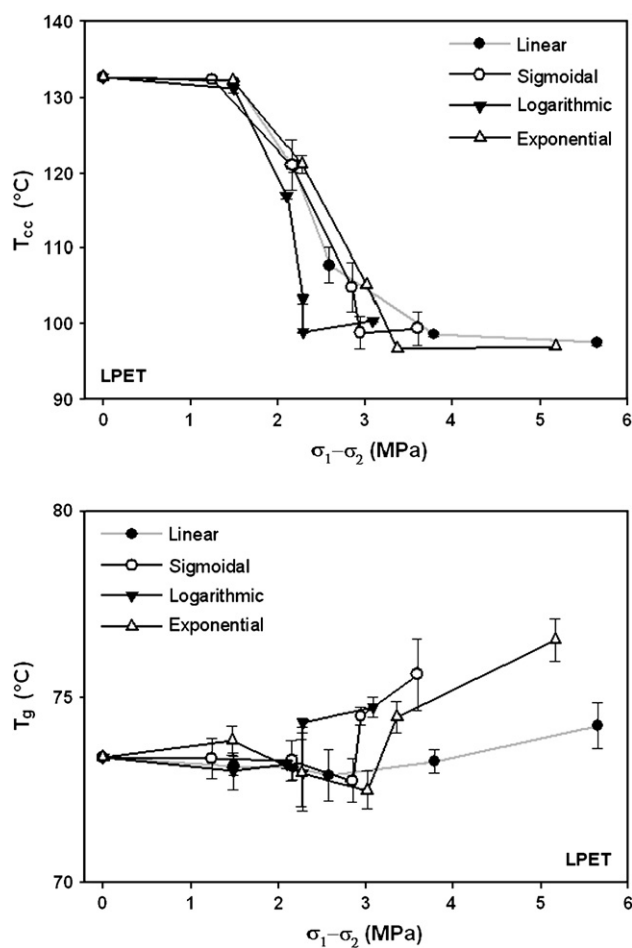 140
130
120
110
100
90
T_cc (°C)
Linear
Sigmoidal
Logarithmic
Exponential
LPET
0 1 2 3 4 5 6
σ₁–σ₂ (MPa)
80
75
70
T_g (°C)
Linear
Sigmoidal
Logarithmic
Exponential
LPET
0 1 2 3 4 5 6
σ₁–σ₂ (MPa)